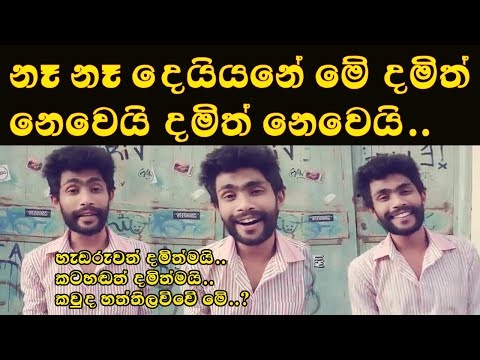 නෑ නෑ දෙයියනේ මේ දමිත්
නෙවෙයි දමිත් නෙවෙයි..
හැඩරුවත් දමිත්මයි..
කටහඬත් දමිත්මයි..
කවුද හත්තිලව්වේ මේ..?